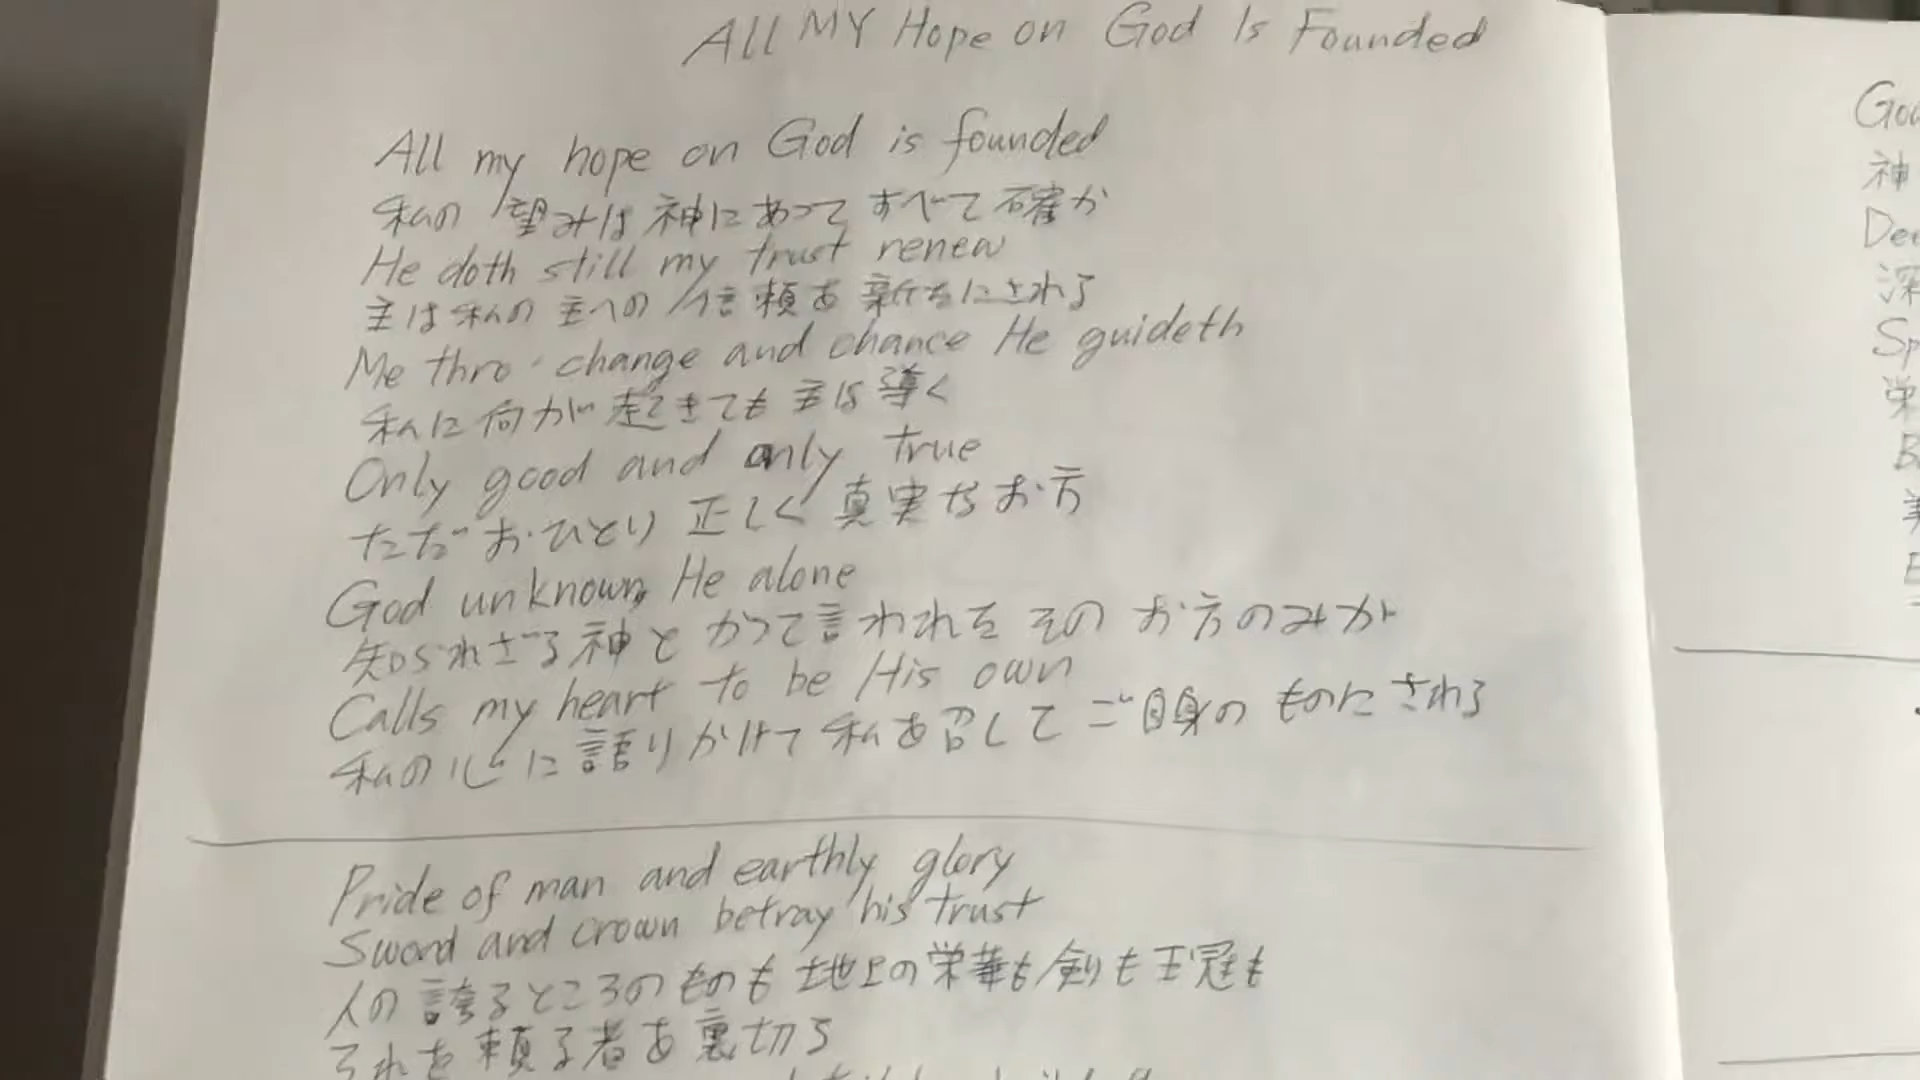 All MY Hope on God Is Founded
All my hope on God is founded
私の 望みは 神にあって すべて 確か
He doth still my trust renew
主は 私の 主への 信頼を 新たにされる
Me thro' change and chance He guideth
私に何が起きても 主は導く
Only good and only true
ただ お・ひとり 正しく 真実な お・方
God unknown, He alone
知られざる神と かつて言われた その お・方のみが
Calls my heart to be His own
私の心に語りかけて 私を召して ご自身の ものに される
Pride of man and earthly glory
Sword and crown betray his trust
人の誇るところのものも 地上の栄華も 剣も王冠も
それを 頼る者を裏切る
神
深